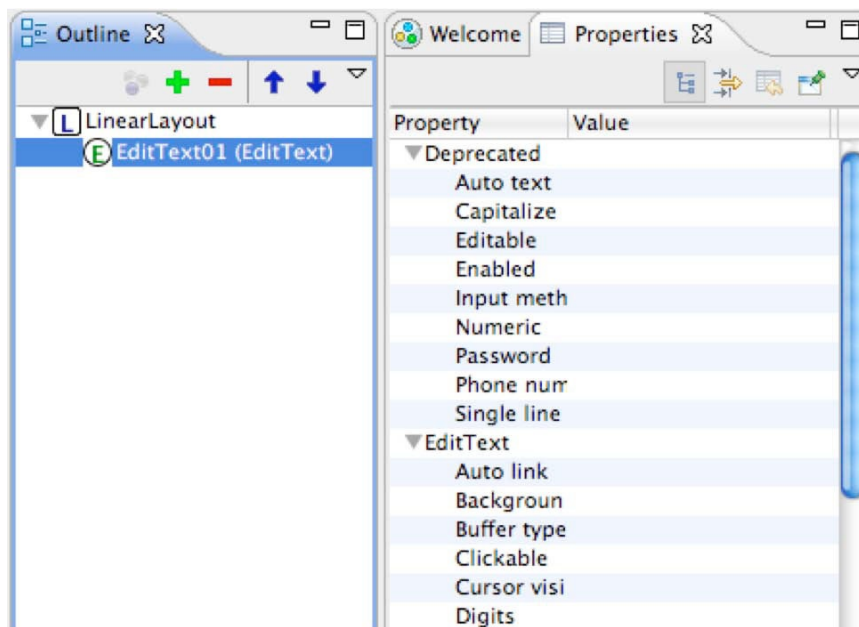 Outline
L LinearLayout
E EditText01 (EditText)
Welcome
Properties
Property Value
Deprecated
Auto text
Capitalize
Editable
Enabled
Input meth
Numeric
Password
Phone num
Single line
EditText
Auto link
Backgroun
Buffer type
Clickable
Cursor visi
Digits